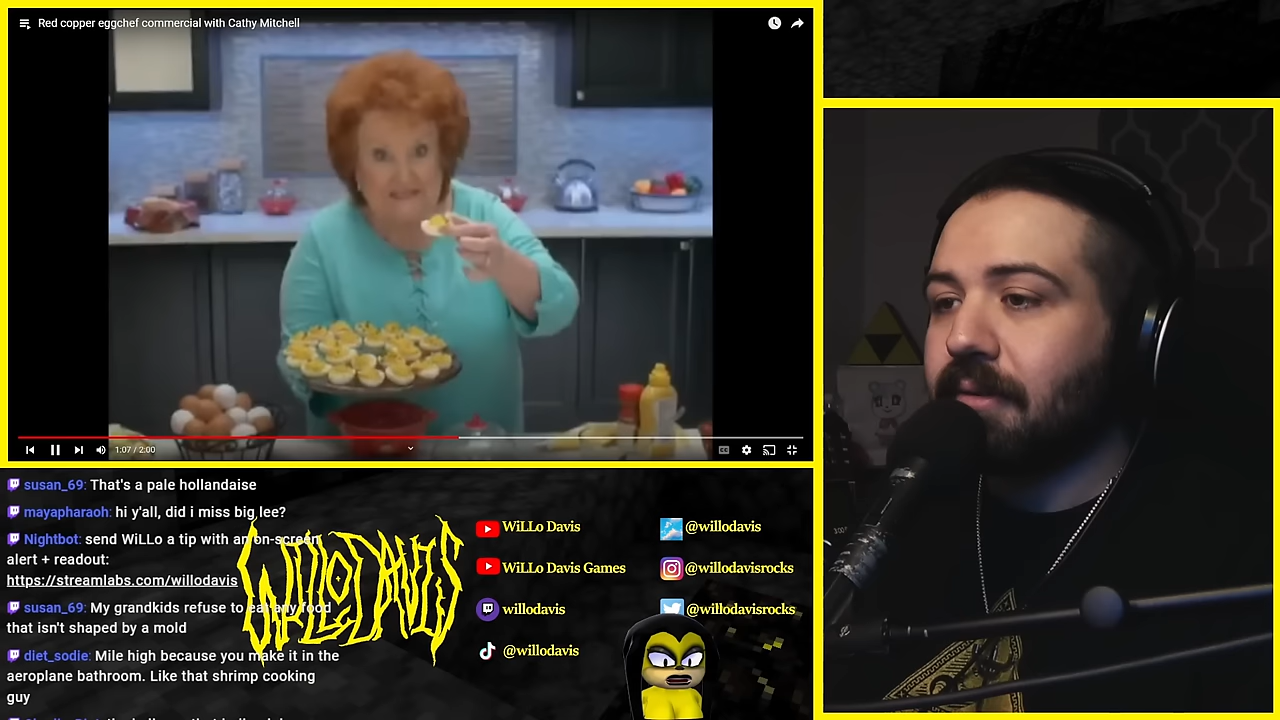 Red copper eggchef commercial with Cathy Mitchell
1:07 / 2:00
susan_69: That's a pale hollandaise
mayapharaoh: hi y'all, did i miss big lee?
Nightbot: send WiLLo a tip with an on-screen
alert + readout:
https://streamlabs.com/willodavis
susan_69: My grandkids refuse to eat any food
that isn't shaped by a mold
diet_sodie: Mile high because you make it in the
aeroplane bathroom. Like that shrimp cooking
guy
WILLO DAVIS
WiLLo Davis
@willodavis
WiLLo Davis Games
@willodavisrocks
willodavis
@willodavisrocks
@willodavis